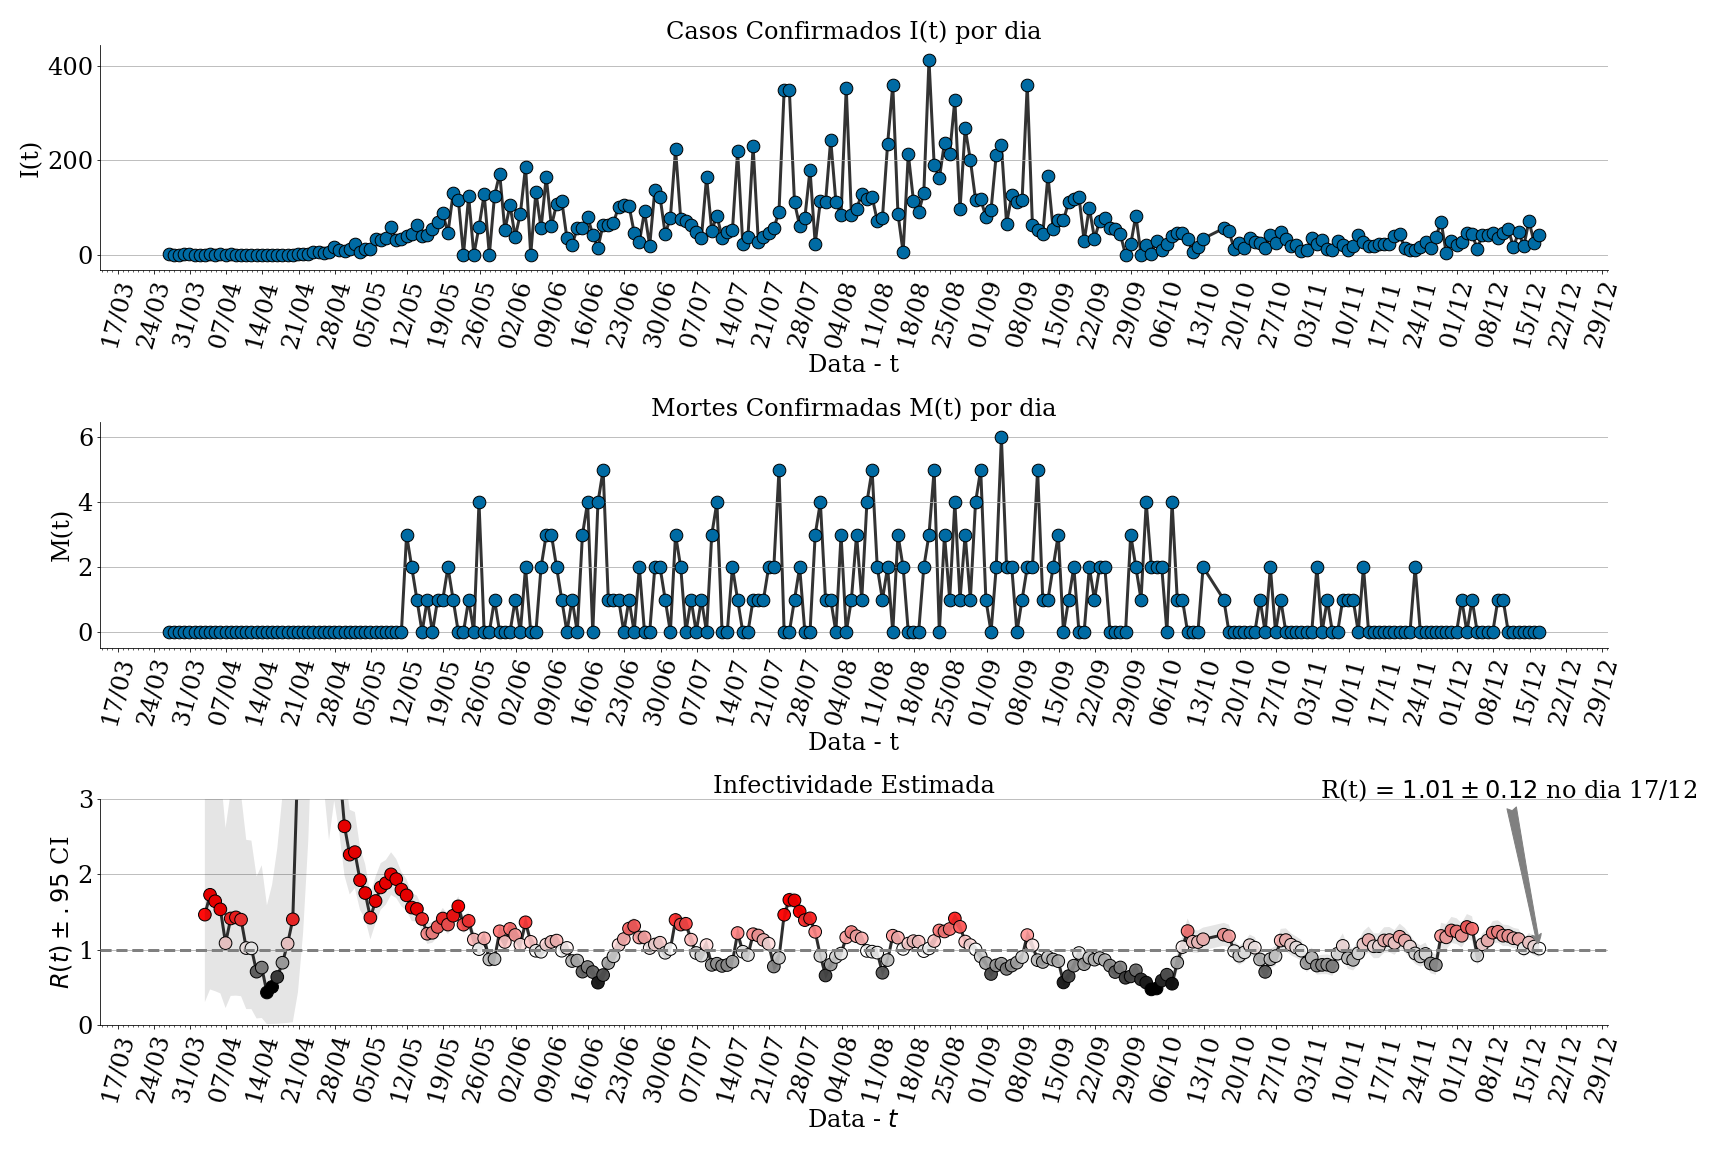 Casos Confirmados I(t) por dia
400
200
0
I(t)
17/03 24/03 31/03 07/04 14/04 21/04 28/04 05/05 12/05 19/05 26/05 02/06 09/06 16/06 23/06 30/06 07/07 14/07 21/07 28/07 04/08 11/08 18/08 25/08 01/09 08/09 15/09 22/09 29/09 06/10 13/10 20/10 27/10 03/11 10/11 17/11 24/11 01/12 08/12 15/12 22/12 29/12
Data - t
Mortes Confirmadas M(t) por dia
6
4
2
0
M(t)
17/03 24/03 31/03 07/04 14/04 21/04 28/04 05/05 12/05 19/05 26/05 02/06 09/06 16/06 23/06 30/06 07/07 14/07 21/07 28/07 04/08 11/08 18/08 25/08 01/09 08/09 15/09 22/09 29/09 06/10 13/10 20/10 27/10 03/11 10/11 17/11 24/11 01/12 08/12 15/12 22/12 29/12
Data - t
Infectividade Estimada
R(t) = 1.01 ± 0.12 no dia 17/12
3
2
1
0
R(t) ± .95 CI
17/03 24/03 31/03 07/04 14/04 21/04 28/04 05/05 12/05 19/05 26/05 02/06 09/06 16/06 23/06 30/06 07/07 14/07 21/07 28/07 04/08 11/08 18/08 25/08 01/09 08/09 15/09 22/09 29/09 06/10 13/10 20/10 27/10 03/11 10/11 17/11 24/11 01/12 08/12 15/12 22/12 29/12
Data - t